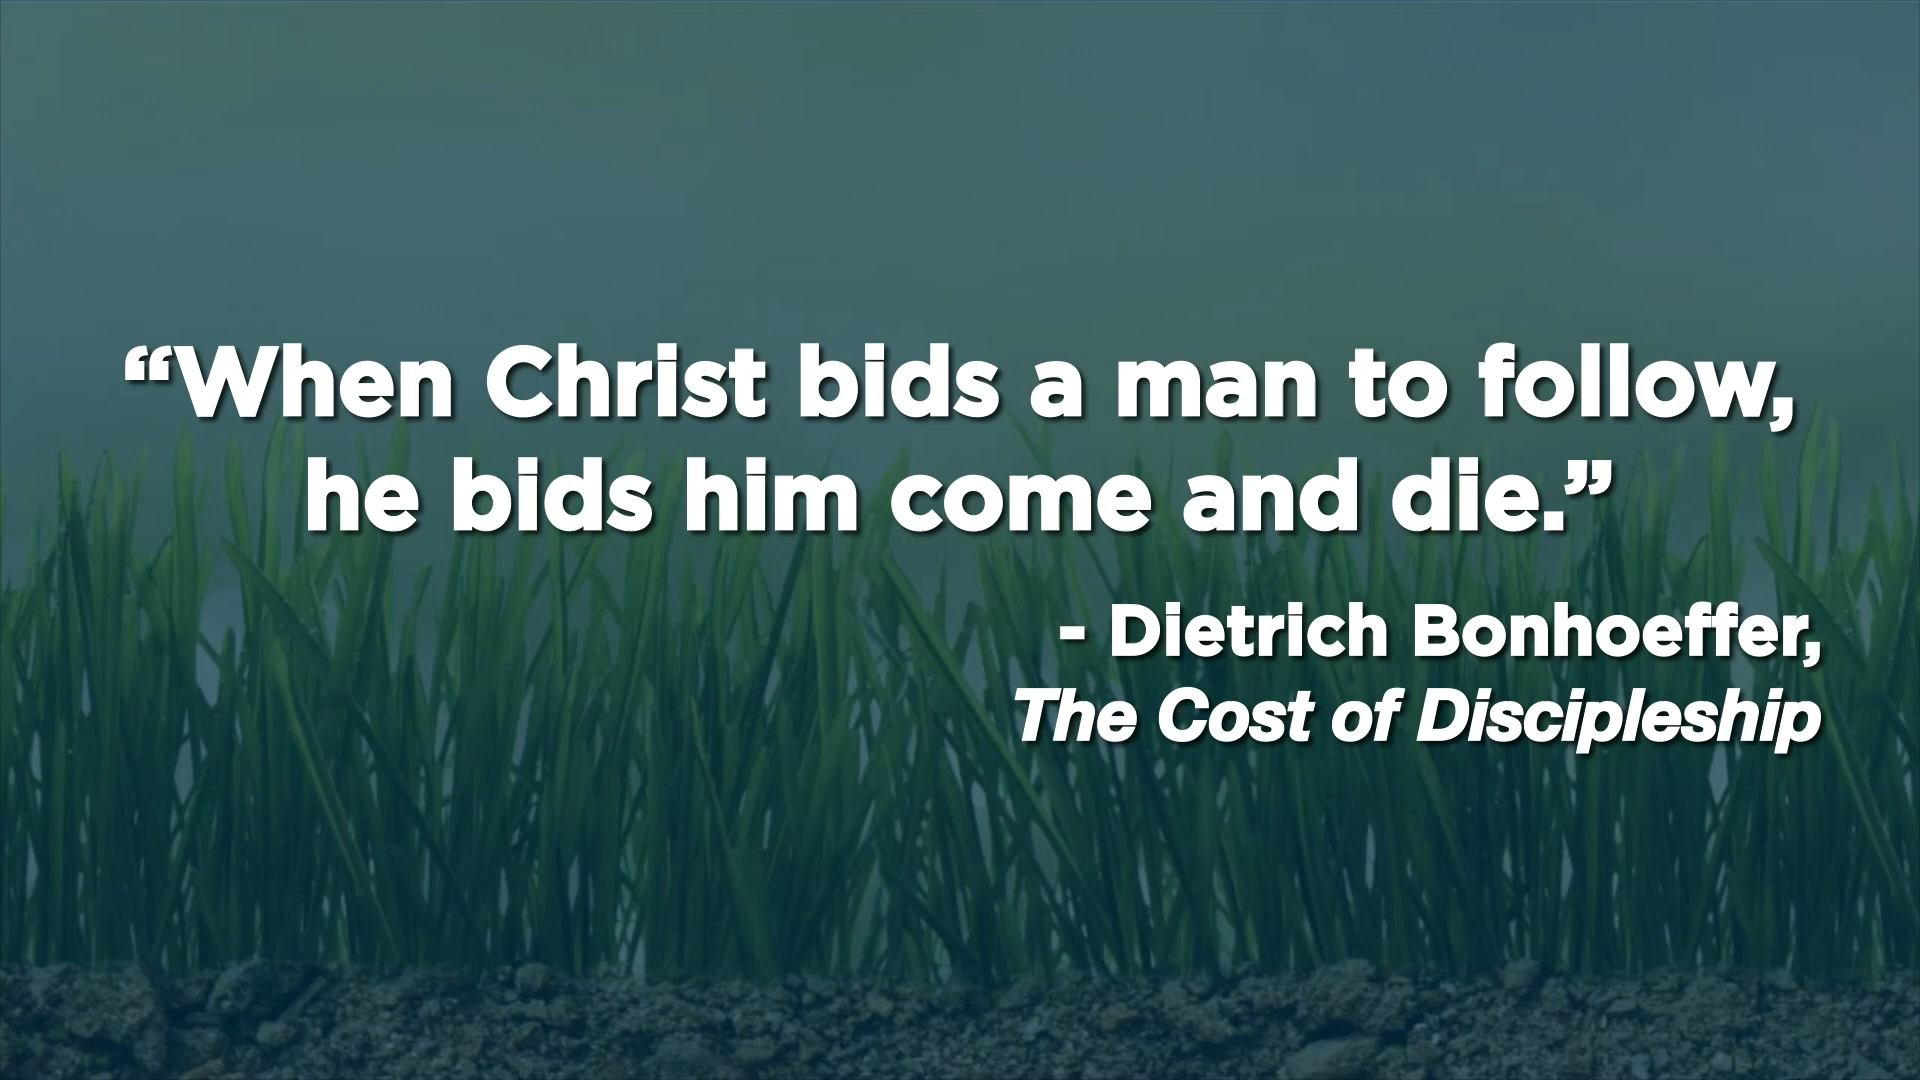 “When Christ bids a man to follow,
he bids him come and die.”
- Dietrich Bonhoeffer,
The Cost of Discipleship